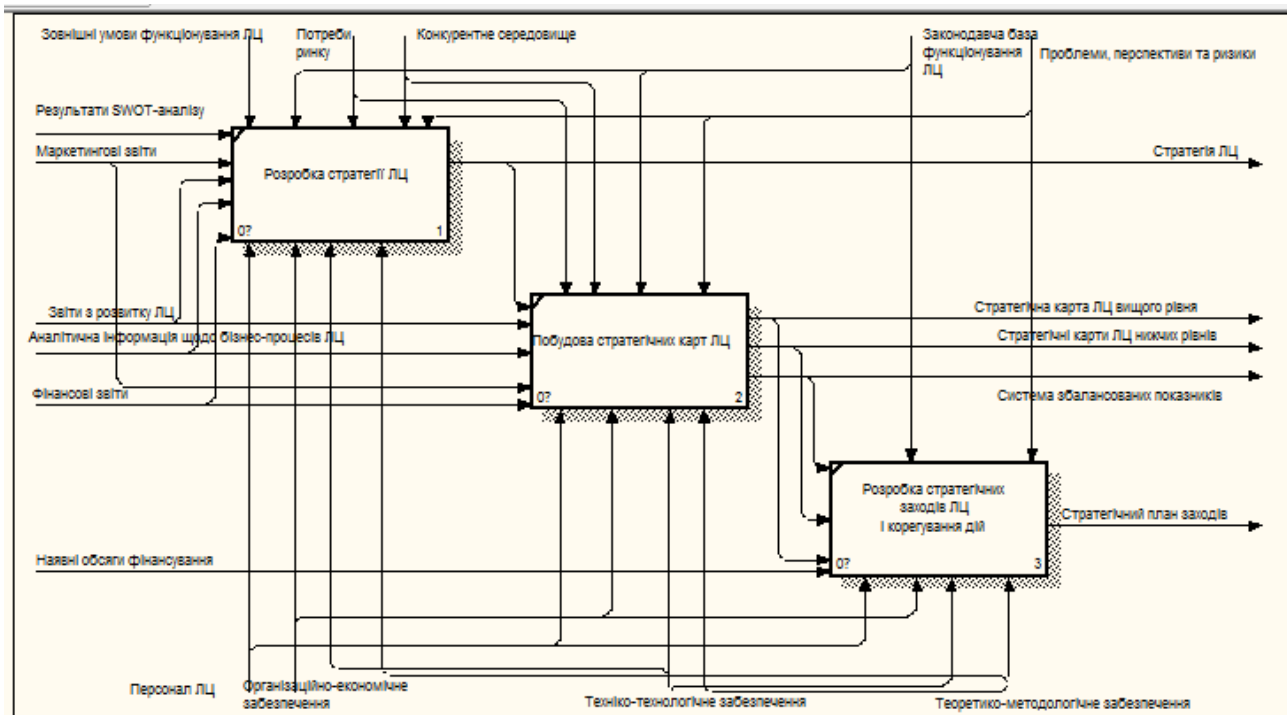 Зовнішні умови функціонування ЛЦ
Потреби
ринку
Конкурентне середовище
Законодавча база
функціонування
ЛЦ
Проблеми, перспективи та ризики
Результати SWOT-аналізу
Маркетингові звіти
Розробка стратегії ЛЦ
0? 1
Стратегія ЛЦ
Звіти з розвитку ЛЦ
Аналітична інформація щодо бізнес-процесів ЛЦ
Фінансові звіти
Побудова стратегічних карт ЛЦ
0? 2
Стратегічна карта ЛЦ вищого рівня
Стратегічні карти ЛЦ нижчих рівнів
Система збалансованих показників
Розробка стратегічних
заходів ЛЦ
і корегування дій
0? 3
Стратегічний план заходів
Наявні обсяги фінансування
Персонал ЛЦ
Організаційно-економічне
забезпечення
Техніко-технологічне забезпечення
Теоретико-методологічне забезпечення